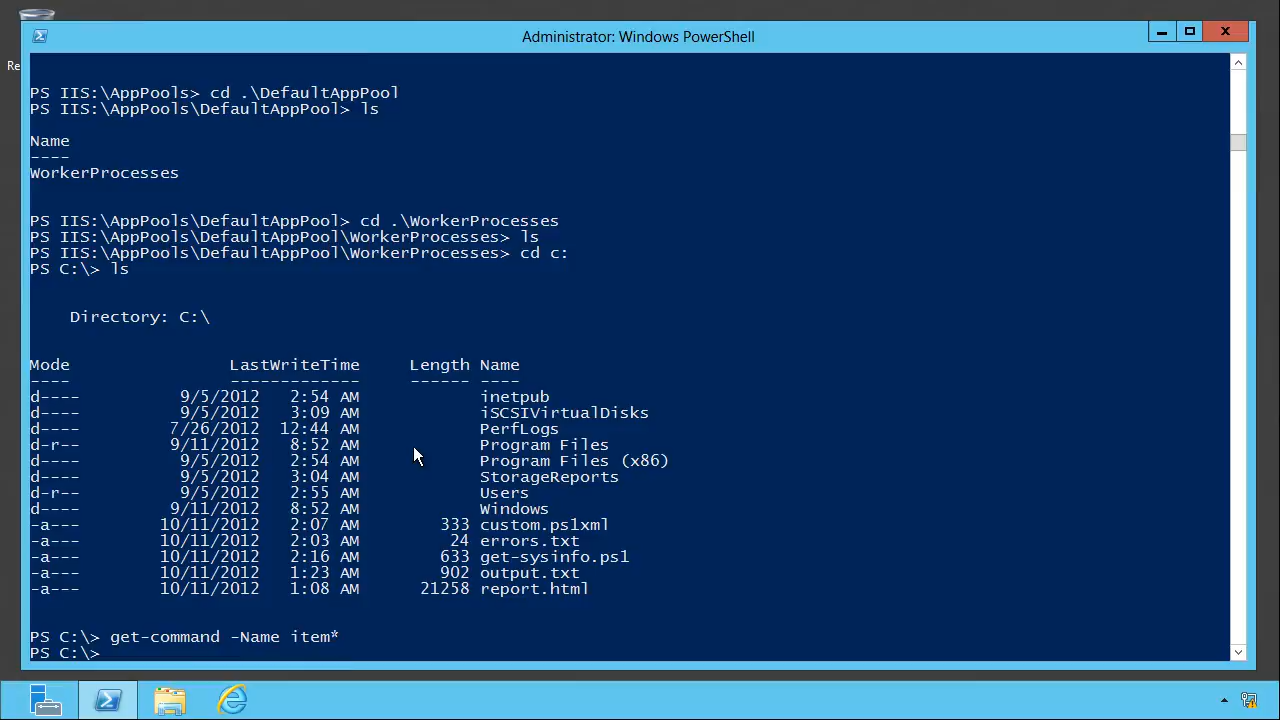 Administrator: Windows PowerShell
Re
PS IIS:\AppPools> cd .\DefaultAppPool
PS IIS:\AppPools\DefaultAppPool> ls
Name
----
WorkerProcesses
PS IIS:\AppPools\DefaultAppPool> cd .\WorkerProcesses
PS IIS:\AppPools\DefaultAppPool\WorkerProcesses> ls
PS IIS:\AppPools\DefaultAppPool\WorkerProcesses> cd c:
PS C:\> ls
Directory: C:\
Mode LastWriteTime Length Name
---- ------------- ------ ----
d---- 9/5/2012 2:54 AM inetpub
d---- 9/5/2012 3:09 AM iSCSIVirtualDisks
d---- 7/26/2012 12:44 AM PerfLogs
d-r-- 9/11/2012 8:52 AM Program Files
d---- 9/5/2012 2:54 AM Program Files (x86)
d---- 9/5/2012 3:04 AM StorageReports
d-r-- 9/5/2012 2:55 AM Users
d---- 9/11/2012 8:52 AM Windows
-a--- 10/11/2012 2:07 AM 333 custom.ps1xml
-a--- 10/11/2012 2:03 AM 24 errors.txt
-a--- 10/11/2012 2:16 AM 633 get-sysinfo.ps1
-a--- 10/11/2012 1:23 AM 902 output.txt
-a--- 10/11/2012 1:08 AM 21258 report.html
PS C:\> get-command -Name item*
PS C:\>